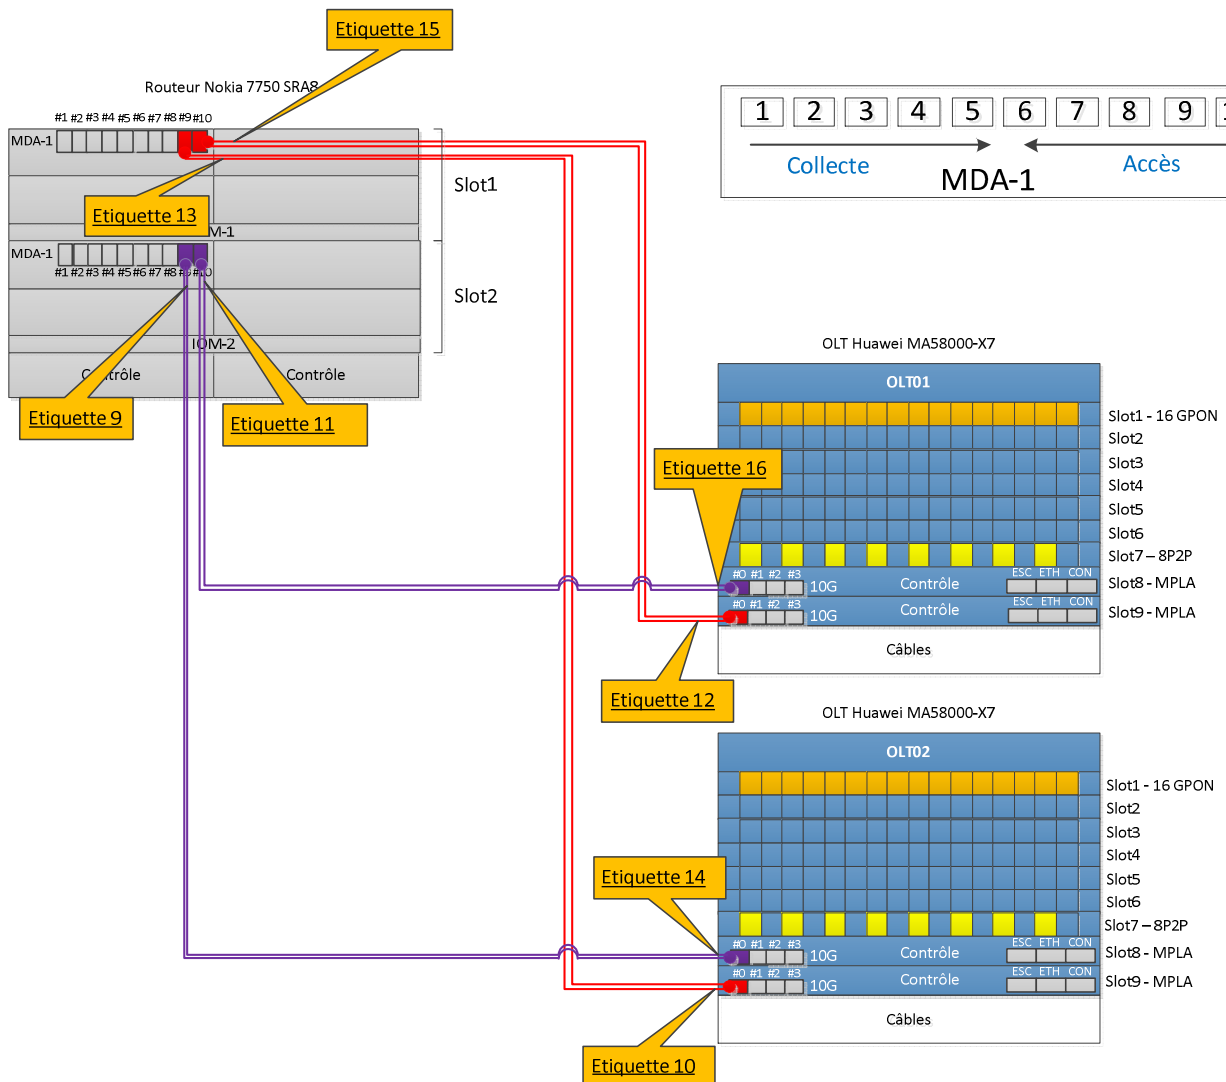 Etiquette 15
Routeur Nokia 7750 SRA8
#1 #2 #3 #4 #5 #6 #7 #8 #9 #10
MDA-1
1 2 3 4 5 6 7 8 9
Collecte
Accès
MDA-1
Slot1
Etiquette 13
M-1
MDA-1
#1 #2 #3 #4 #5 #6 #7 #8 #9 #10
Slot2
IOM-2
Contrôle
Contrôle
Etiquette 9
Etiquette 11
OLT Huawei MA58000-X7
OLT01
Slot1 - 16 GPON
Slot2
Slot3
Slot4
Slot5
Slot6
Slot7 – 8P2P
Etiquette 16
#0 #1 #2 #3
10G
Contrôle
ESC ETH CON
Slot8 - MPLA
#0 #1 #2 #3
10G
Contrôle
ESC ETH CON
Slot9 - MPLA
Câbles
Etiquette 12
OLT Huawei MA58000-X7
OLT02
Slot1 - 16 GPON
Slot2
Slot3
Slot4
Slot5
Slot6
Slot7 – 8P2P
Etiquette 14
#0 #1 #2 #3
10G
Contrôle
ESC ETH CON
Slot8 - MPLA
#0 #1 #2 #3
10G
Contrôle
ESC ETH CON
Slot9 - MPLA
Câbles
Etiquette 10